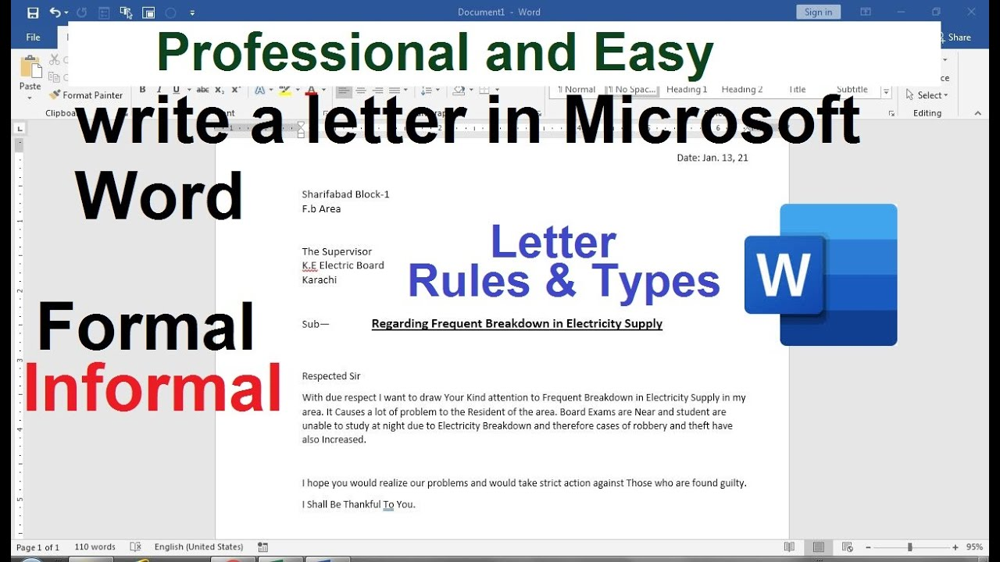 Document1 - Word
Sign in
File
Share
Professional and Easy
Paste
Format Painter
Normal
No Spac...
Heading 1
Heading 2
Title
Subtitle
Select
Editing
write a letter in Microsoft
Word
Date: Jan. 13, 21
Sharifabad Block-1
F.b Area
Letter
Rules & Types
The Supervisor
K.E Electric Board
Karachi
W
Formal
Informal
Sub— Regarding Frequent Breakdown in Electricity Supply
Respected Sir
With due respect I want to draw Your Kind attention to Frequent Breakdown in Electricity Supply in my
area. It Causes a lot of problem to the Resident of the area. Board Exams are Near and student are
unable to study at night due to Electricity Breakdown and therefore cases of robbery and theft have
also Increased.
I hope you would realize our problems and would take strict action against Those who are found guilty.
I Shall Be Thankful To You.
Page 1 of 1 110 words English (United States) 95%